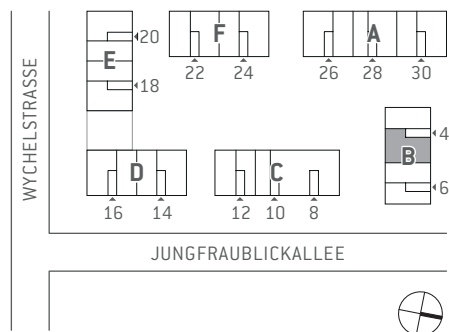 WYCHELSTRASSE
E
20
18
F
22
24
A
26
28
30
B
4
6
D
16
14
C
12
10
8
JUNGFRAUBLICKALLEE